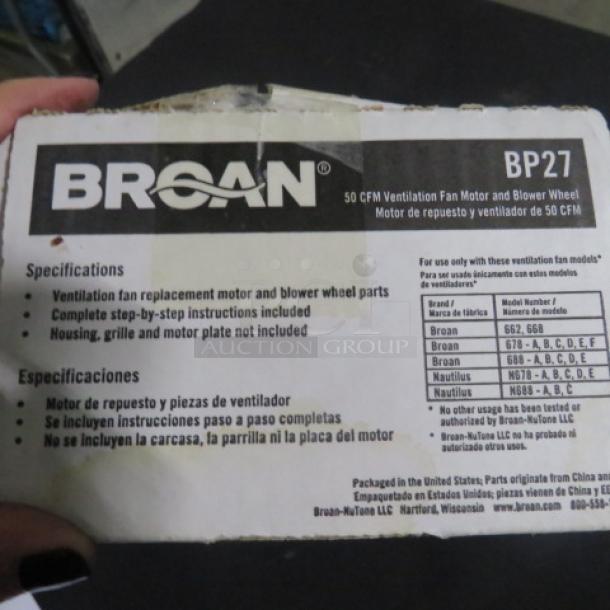 BROAN®
BP27
50 CFM Ventilation Fan Motor and Blower Wheel
Motor de repuesto y ventilador de 50 CFM
Specifications
• Ventilation fan replacement motor and blower wheel parts
• Complete step-by-step instructions included
• Housing, grille and motor plate not included
Especificaciones
• Motor de repuesto y piezas de ventilador
• Se incluyen instrucciones paso a paso completas
• No se incluyen la carcasa, la parrilla ni la placa del motor
For use only with these ventilation fan models*
Para ser usado únicamente con estos modelos
de ventiladores*
Brand / Model Number /
Marca de fábrica Número de modelo
Broan 662, 668
Broan 678 - A, B, C, D, E, F
Broan 688 - A, B, C, D, E
Nautilus N678 - A, B, C, D, E
Nautilus N688 - A, B, C
* No other usage has been tested or
authorized by Broan-NuTone LLC
* Broan-NuTone LLC no ha probado ni
autorizado otros usos.
Packaged in the United States; Parts originate from China and
Empaquetado en Estados Unidos; piezas vienen de China y EE
Broan-NuTone LLC Hartford, Wisconsin www.broan.com 800-558-
AUCTION GROUP